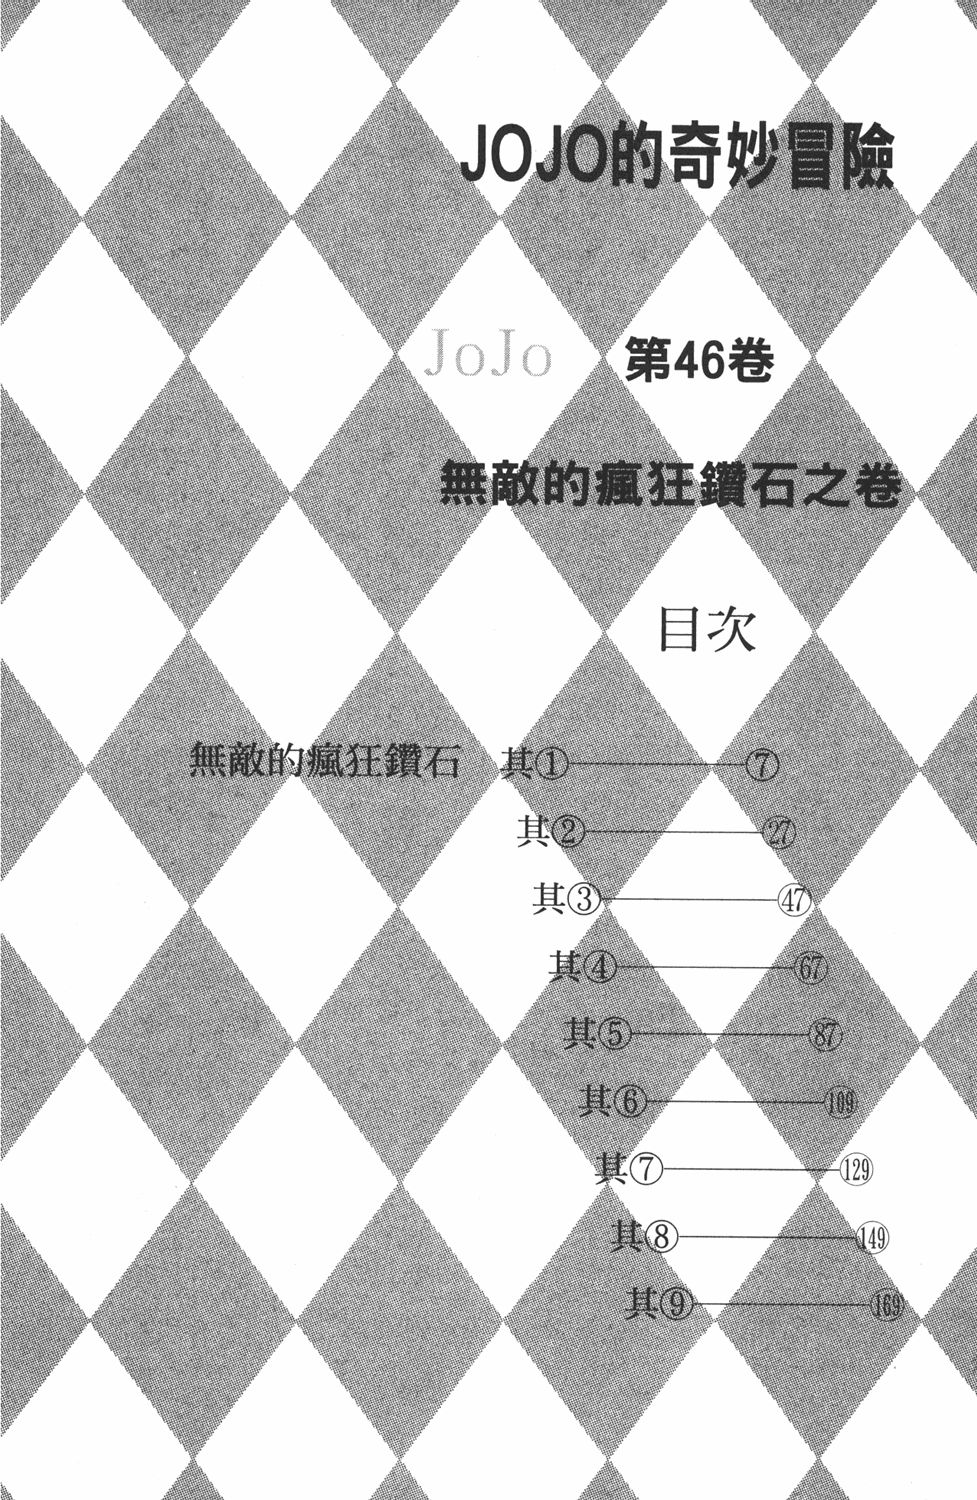 JOJO的奇妙冒險
JoJo 第46卷
無敵的瘋狂鑽石之卷
目次
無敵的瘋狂鑽石 其①——⑦
其②——㉗
其③——㊼
其④——67
其⑤——87
其⑥——109
其⑦——129
其⑧——149
其⑨——169